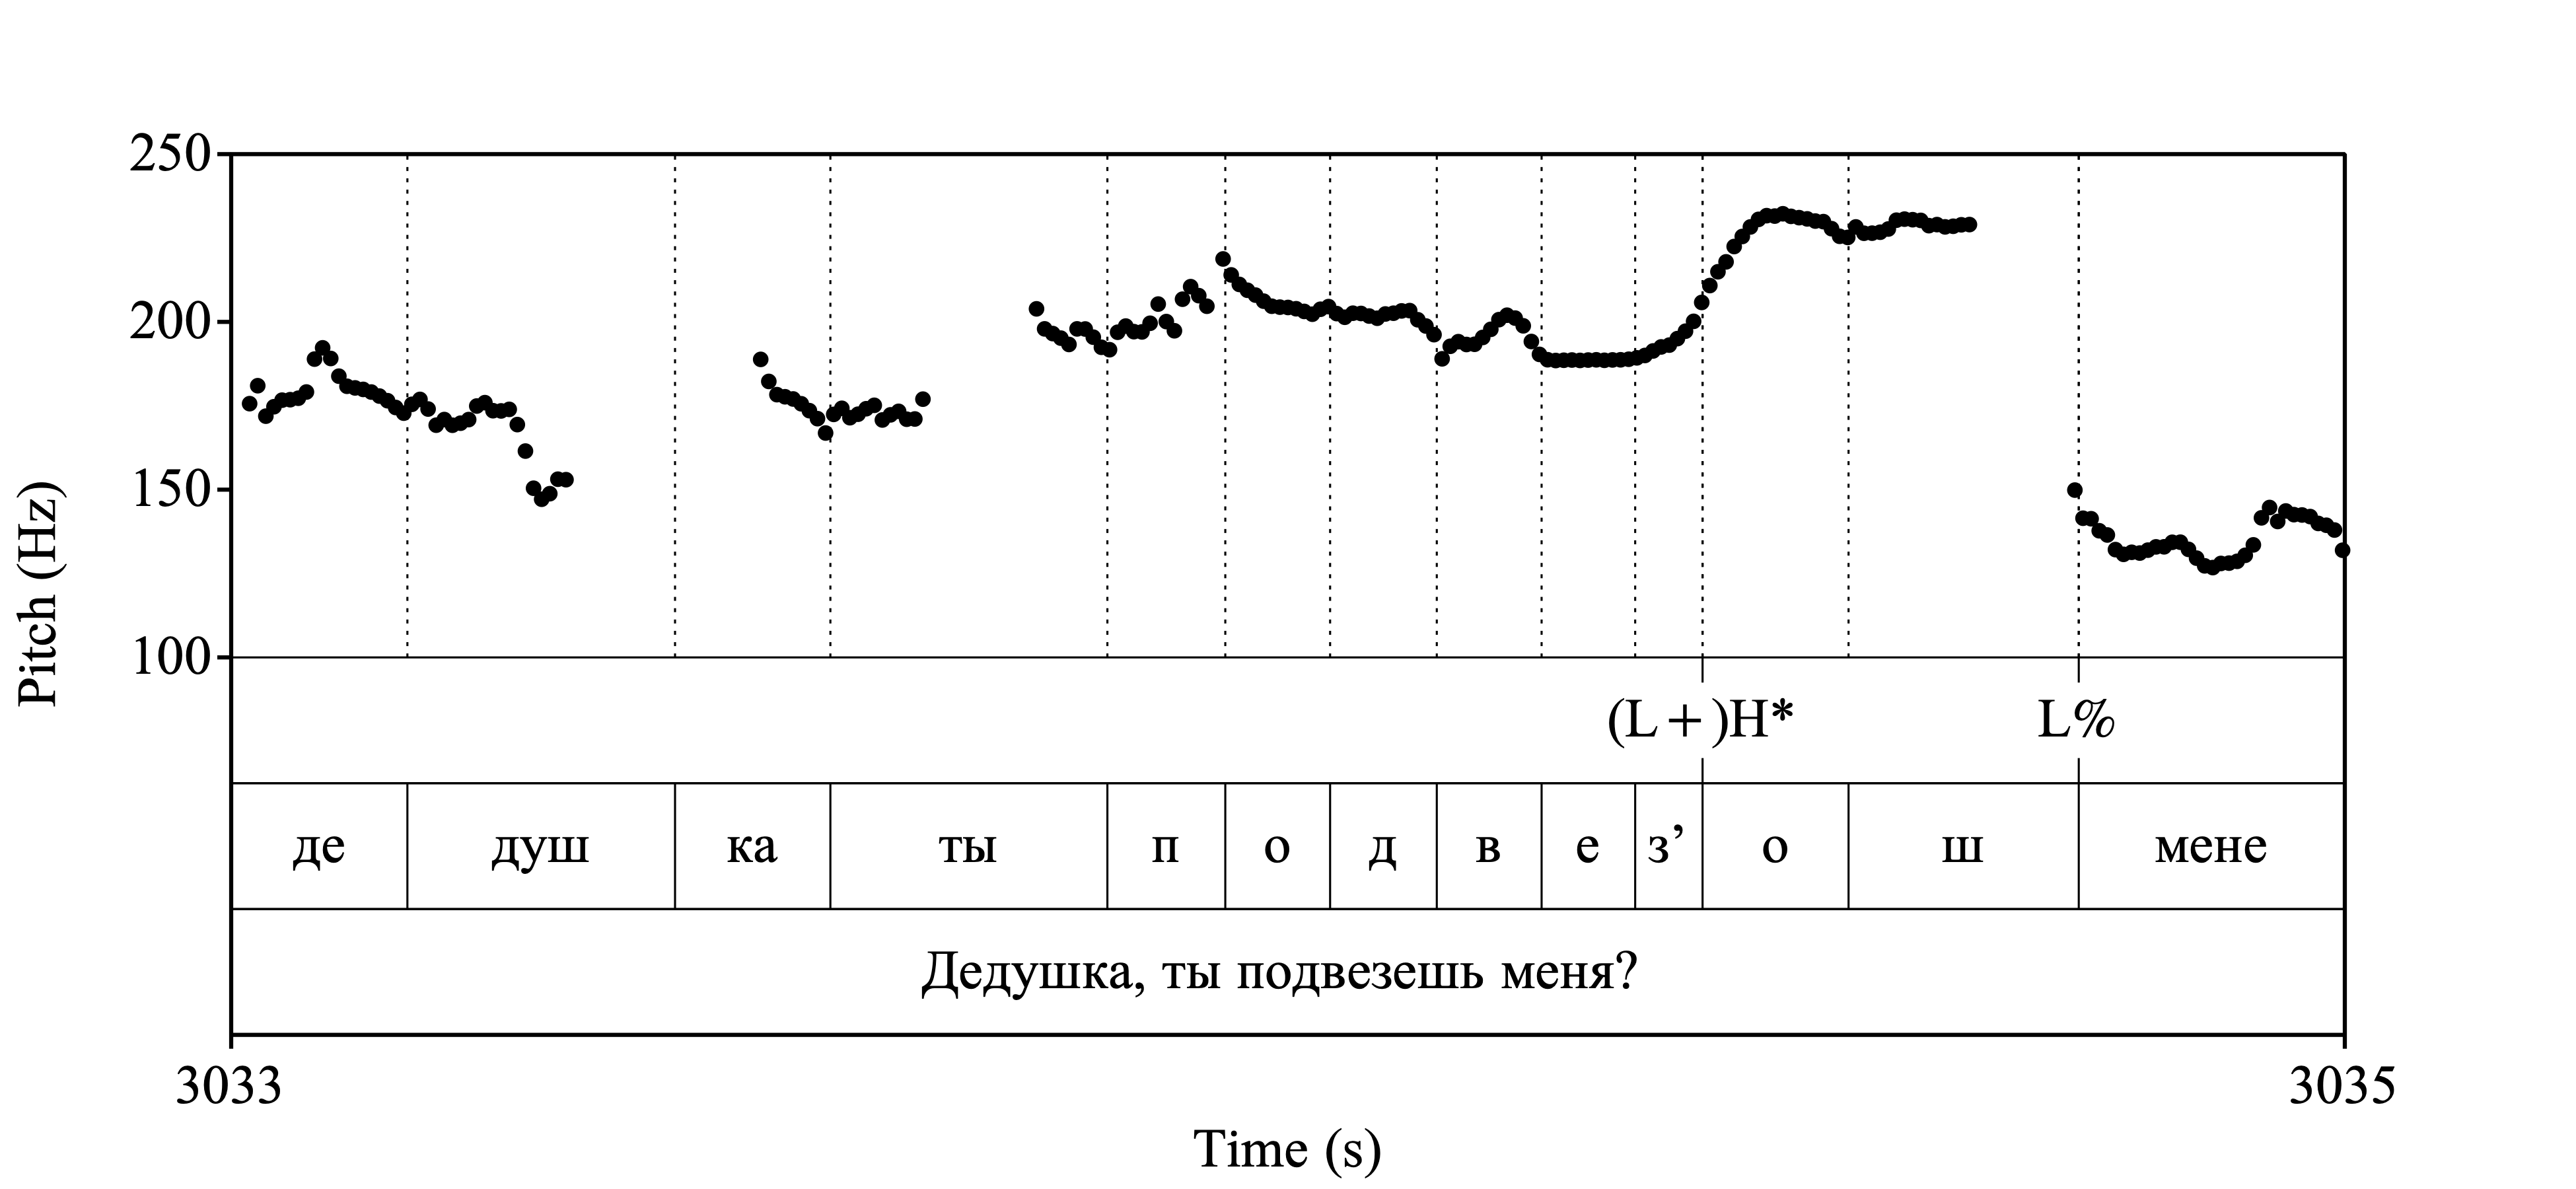 250
200
150
100
Pitch (Hz)
(L+)H* L%
де душ ка ты п о д в е з’ о ш мене
Дедушка, ты подвезешь меня?
3033 3035
Time (s)